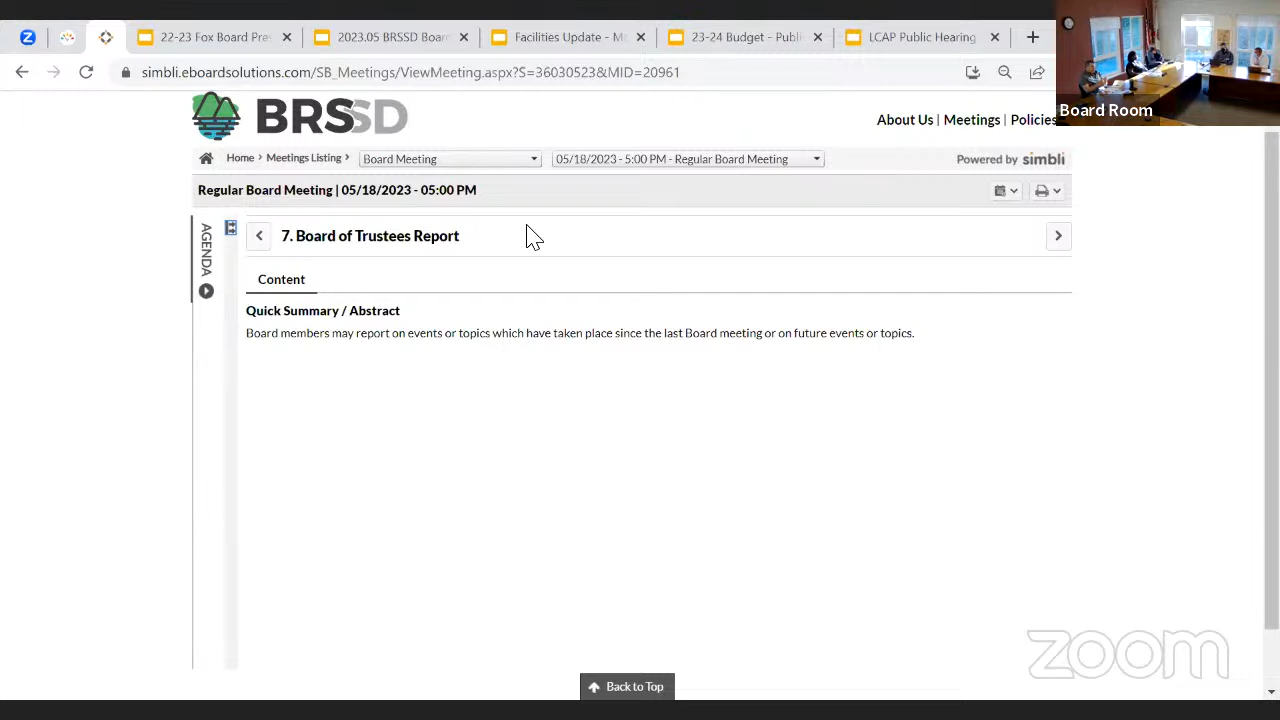 22-23 Fox Board Pre
2023.05 BRSSD Boar
Facilities Update - M
23-24 Budget - Publi
LCAP Public Hearing
simbli.eboardsolutions.com/SB_Meetings/ViewMeeting.aspx?S=36030523&MID=20961
Board Room
BRSSD
About Us | Meetings | Policies
Home > Meetings Listing >
Board Meeting
05/18/2023 - 5:00 PM - Regular Board Meeting
Powered by simbli
Regular Board Meeting | 05/18/2023 - 05:00 PM
AGENDA
7. Board of Trustees Report
Content
Quick Summary / Abstract
Board members may report on events or topics which have taken place since the last Board meeting or on future events or topics.
zoom
Back to Top